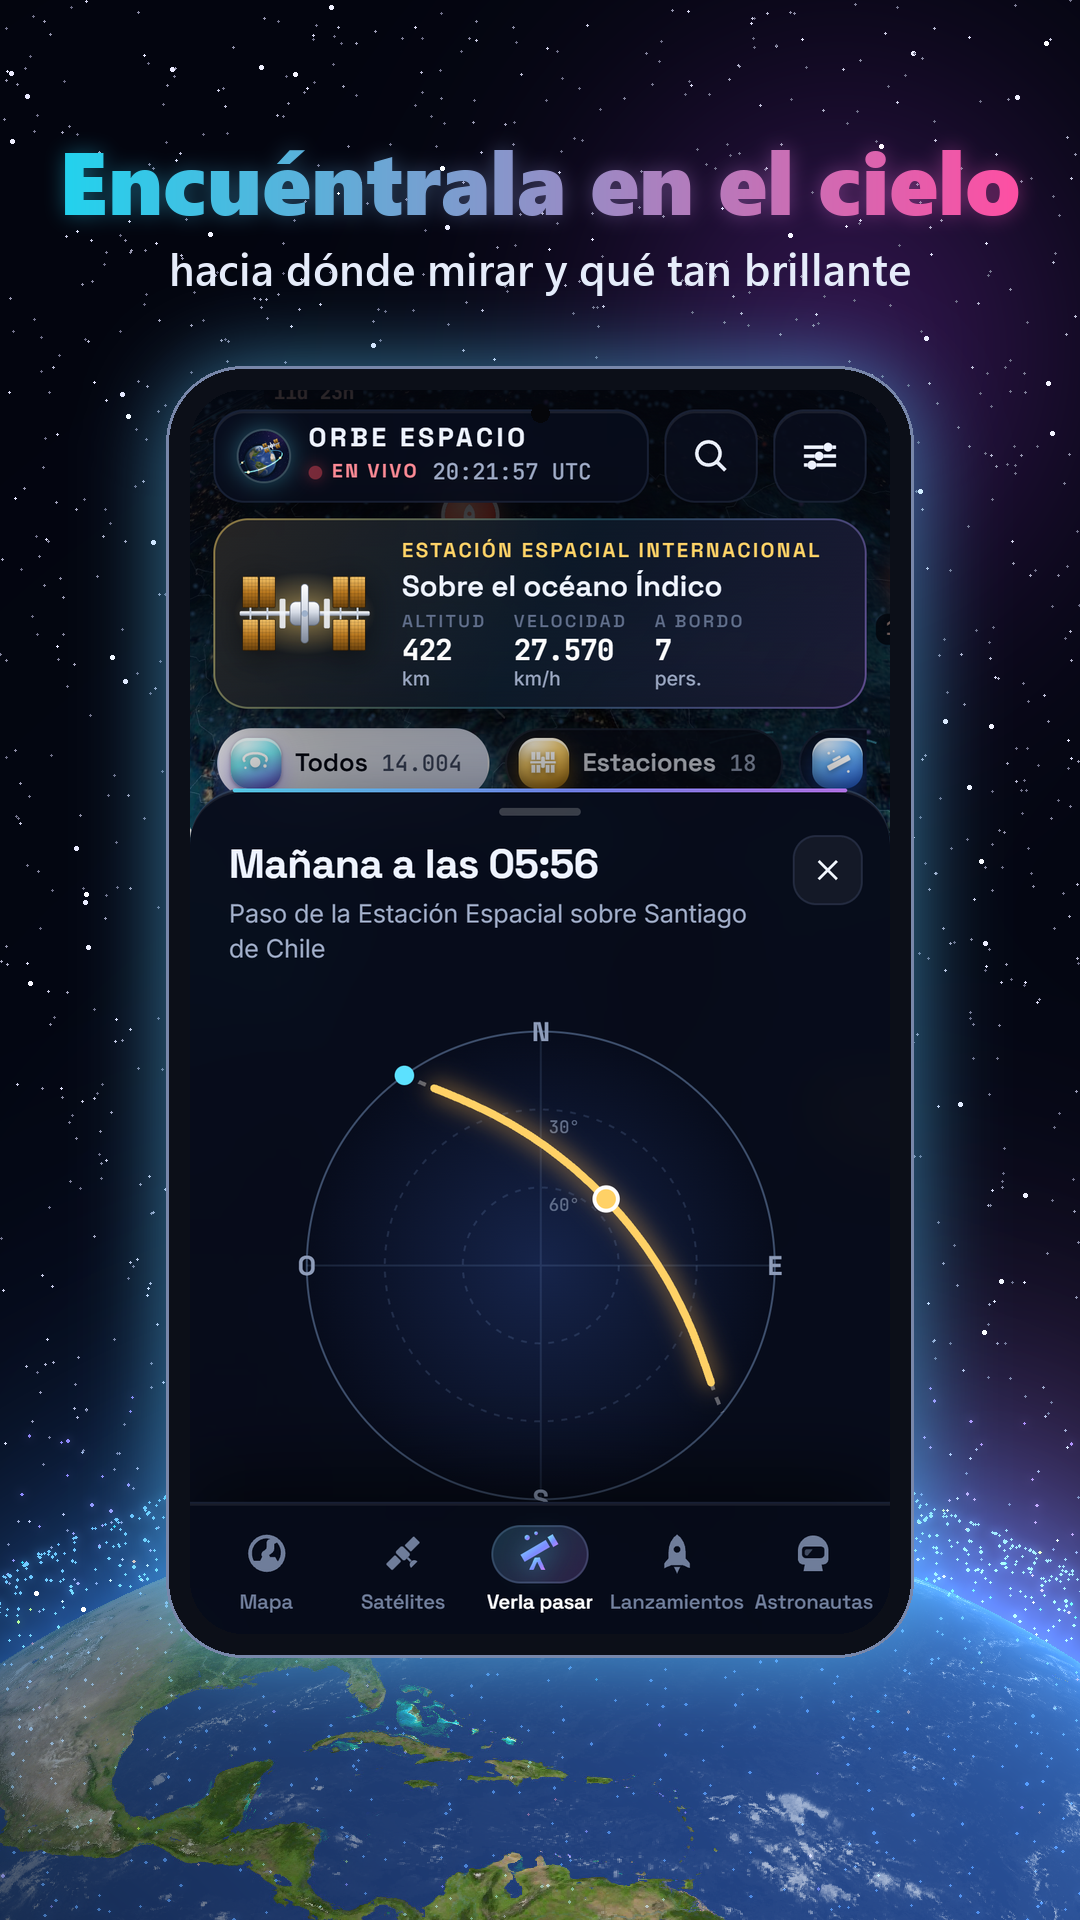 Encuéntrala en el cielo
hacia dónde mirar y qué tan brillante
11d 23h
ORBE ESPACIO
EN VIVO 20:21:57 UTC
ESTACIÓN ESPACIAL INTERNACIONAL
Sobre el océano Índico
ALTITUD VELOCIDAD A BORDO
422 27.570 7
km km/h pers.
Todos 14.004 Estaciones 18
Mañana a las 05:56
Paso de la Estación Espacial sobre Santiago
de Chile
N
30°
60°
O E
S
Mapa Satélites Verla pasar Lanzamientos Astronautas